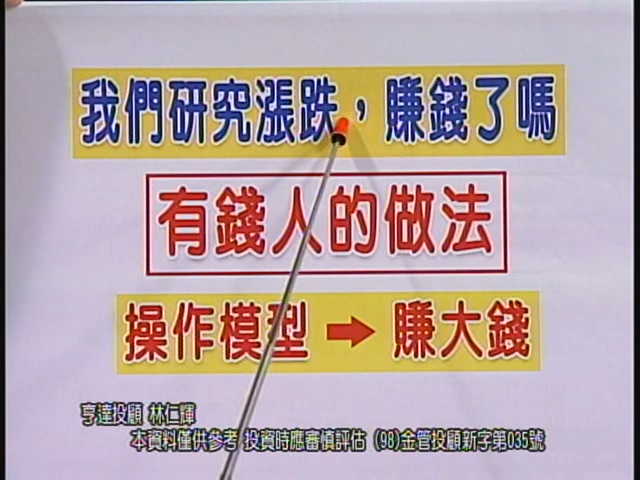 我們研究漲跌，賺錢了嗎
有錢人的做法
操作模型➡賺大錢
亨達投顧 林仁輝
本資料僅供參考 投資時應審慎評估 (98)金管投顧新字第035號